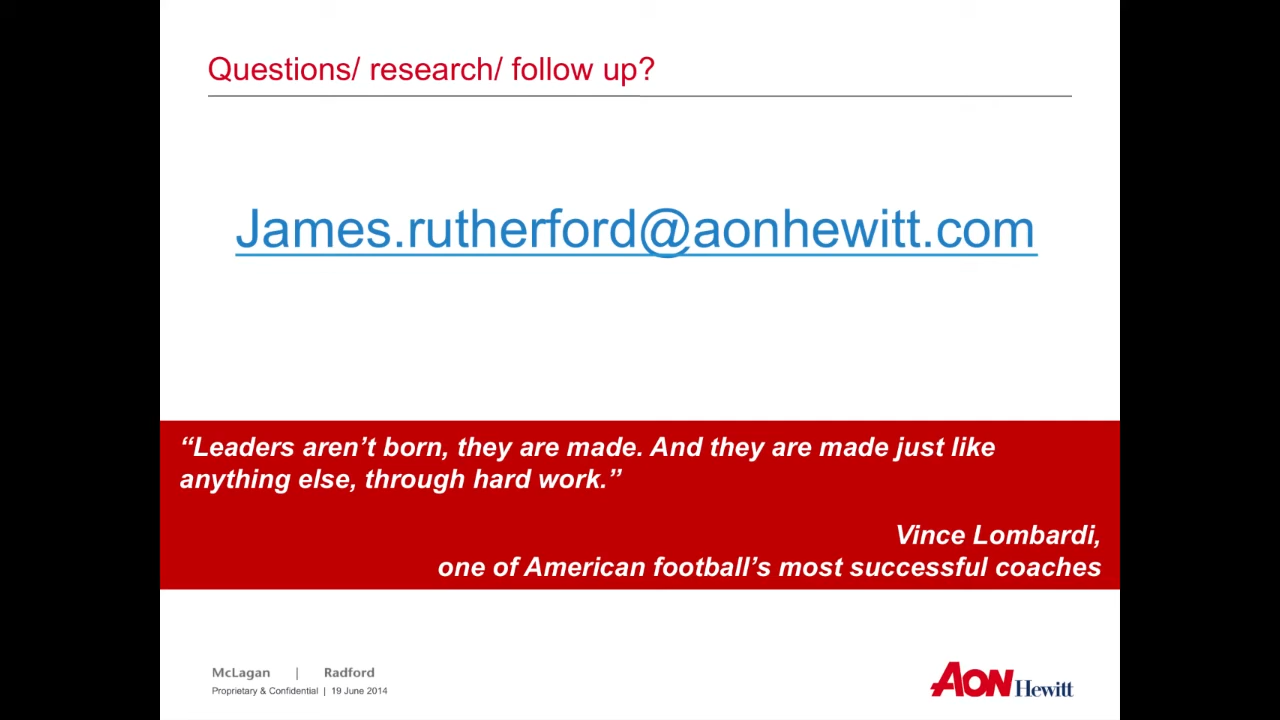 Questions/ research/ follow up?
James.rutherford@aonhewitt.com
“Leaders aren’t born, they are made. And they are made just like
anything else, through hard work.”
Vince Lombardi,
one of American football’s most successful coaches
McLagan | Radford
Proprietary & Confidential | 19 June 2014
AON Hewitt